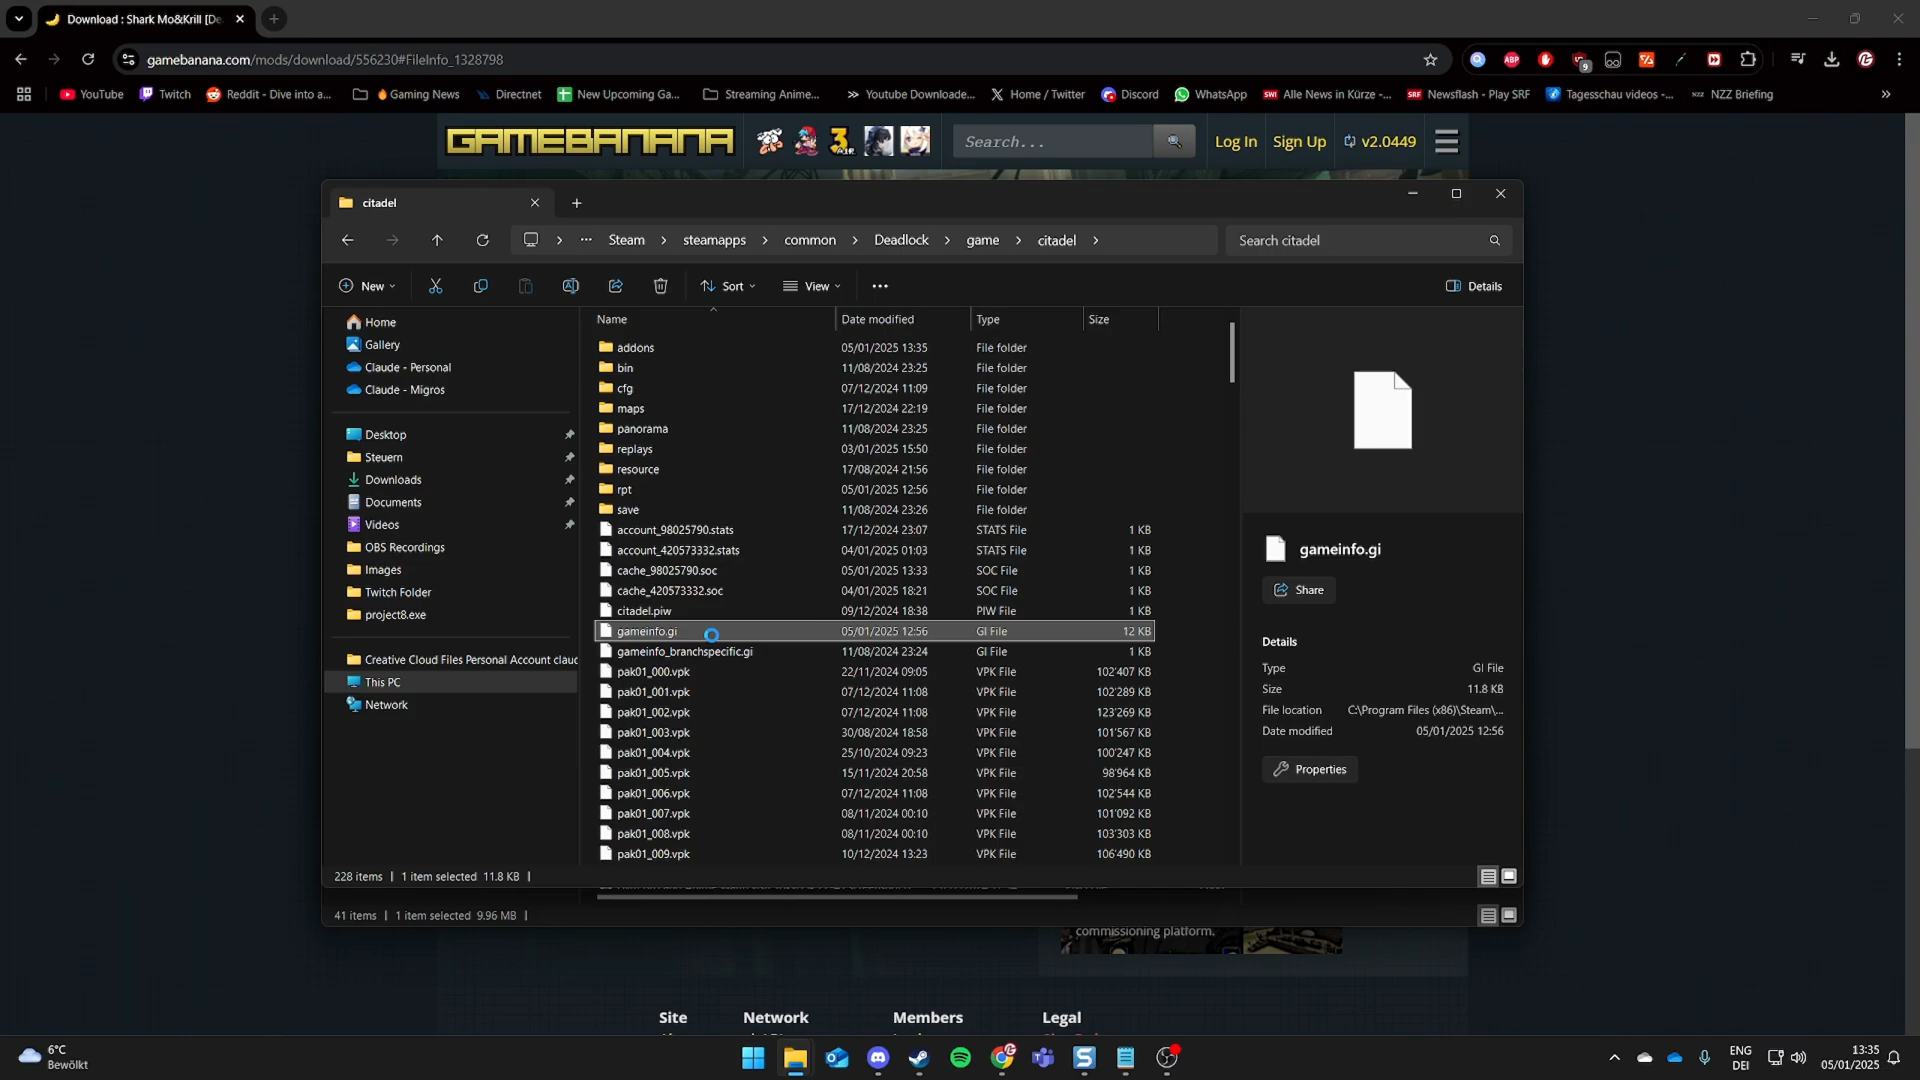 Download : Shark Mo&Krill [De
gamebanana.com/mods/download/556230#FileInfo_1328798
ABP
9
YouTube
Twitch
Reddit - Dive into a...
Gaming News
Directnet
New Upcoming Ga...
Streaming Anime...
Youtube Downloade...
Home / Twitter
Discord
WhatsApp
SWI Alle News in Kürze -...
SRF Newsflash - Play SRF
Tagesschau videos -...
NZZ NZZ Briefing
GAMEBANANA
Search...
Log In
Sign Up
v2.0449
citadel
Steam > steamapps > common > Deadlock > game > citadel >
Search citadel
New
Sort
View
Details
Home
Gallery
Claude - Personal
Claude - Migros
Desktop
Steuern
Downloads
Documents
Videos
OBS Recordings
Images
Twitch Folder
project8.exe
Creative Cloud Files Personal Account clauc
This PC
Network
Name Date modified Type Size
addons 05/01/2025 13:35 File folder
bin 11/08/2024 23:25 File folder
cfg 07/12/2024 11:09 File folder
maps 17/12/2024 22:19 File folder
panorama 11/08/2024 23:25 File folder
replays 03/01/2025 15:50 File folder
resource 17/08/2024 21:56 File folder
rpt 05/01/2025 12:56 File folder
save 11/08/2024 23:26 File folder
account_98025790.stats 17/12/2024 23:07 STATS File 1 KB
account_420573332.stats 04/01/2025 01:03 STATS File 1 KB
cache_98025790.soc 05/01/2025 13:33 SOC File 1 KB
cache_420573332.soc 04/01/2025 18:21 SOC File 1 KB
citadel.piw 09/12/2024 18:38 PIW File 1 KB
gameinfo.gi 05/01/2025 12:56 GI File 12 KB
gameinfo_branchspecific.gi 11/08/2024 23:24 GI File 1 KB
pak01_000.vpk 22/11/2024 09:05 VPK File 102'407 KB
pak01_001.vpk 07/12/2024 11:08 VPK File 102'289 KB
pak01_002.vpk 07/12/2024 11:08 VPK File 123'269 KB
pak01_003.vpk 30/08/2024 18:58 VPK File 101'567 KB
pak01_004.vpk 25/10/2024 09:23 VPK File 100'247 KB
pak01_005.vpk 15/11/2024 20:58 VPK File 98'964 KB
pak01_006.vpk 07/12/2024 11:08 VPK File 102'544 KB
pak01_007.vpk 08/11/2024 00:10 VPK File 101'092 KB
pak01_008.vpk 08/11/2024 00:10 VPK File 103'303 KB
pak01_009.vpk 10/12/2024 13:23 VPK File 106'490 KB
gameinfo.gi
Share
Details
Type GI File
Size 11.8 KB
File location C:\Program Files (x86)\Steam\...
Date modified 05/01/2025 12:56
Properties
228 items | 1 item selected 11.8 KB |
41 items | 1 item selected 9.96 MB |
commissioning platform.
Site
Network
Members
Legal
6°C
Bewölkt
ENG
DEI
13:35
05/01/2025